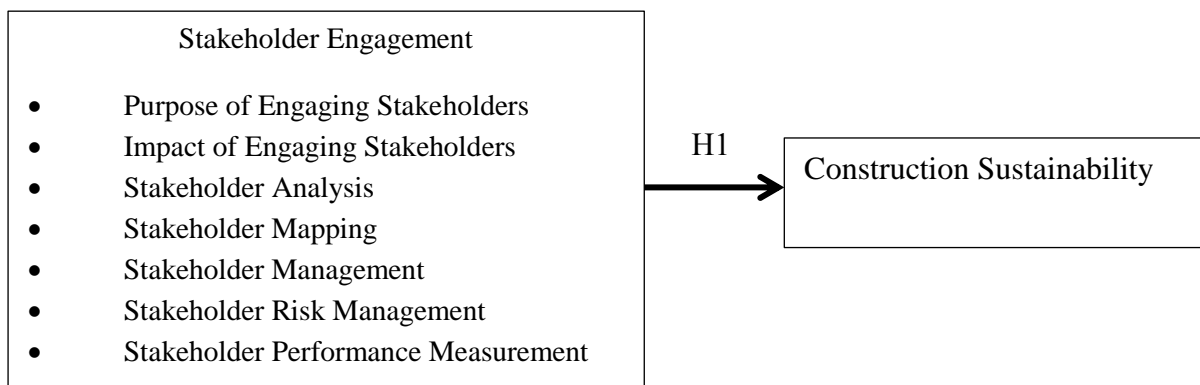 Stakeholder Engagement
• Purpose of Engaging Stakeholders
• Impact of Engaging Stakeholders
• Stakeholder Analysis
• Stakeholder Mapping
• Stakeholder Management
• Stakeholder Risk Management
• Stakeholder Performance Measurement
H1
Construction Sustainability